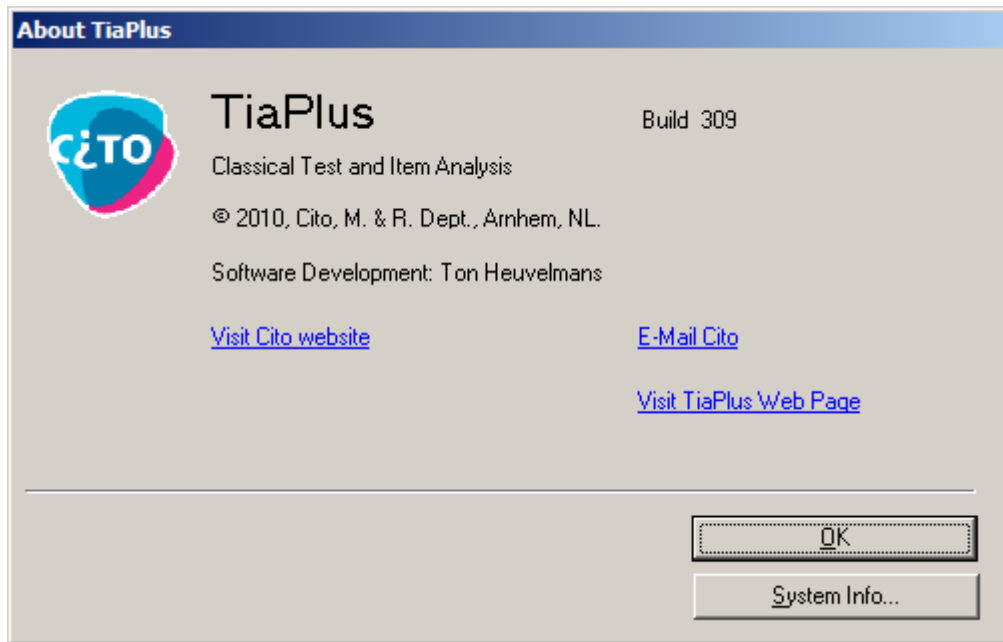 About TiaPlus
CiTO
TiaPlus
Build 309
Classical Test and Item Analysis
© 2010, Cito, M. & R. Dept., Arnhem, NL.
Software Development: Ton Heuvelmans
Visit Cito website
E-Mail Cito
Visit TiaPlus Web Page
OK
System Info...